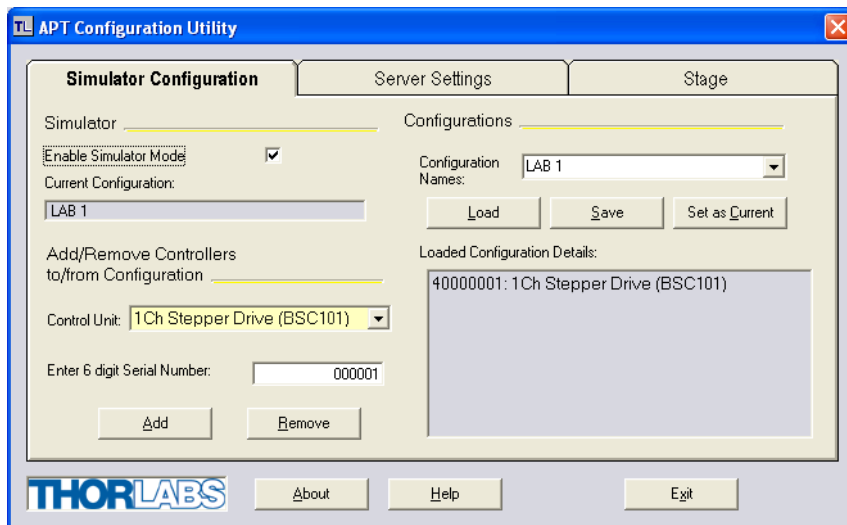 TL APT Configuration Utility
Simulator Configuration
Server Settings
Stage
Simulator
Enable Simulator Mode
Current Configuration:
LAB 1
Add/Remove Controllers
to/from Configuration
Control Unit: 1Ch Stepper Drive (BSC101)
Enter 6 digit Serial Number: 000001
Add
Remove
Configurations
Configuration
Names:
LAB 1
Load
Save
Set as Current
Loaded Configuration Details:
40000001: 1Ch Stepper Drive (BSC101)
THORLABS
About
Help
Exit